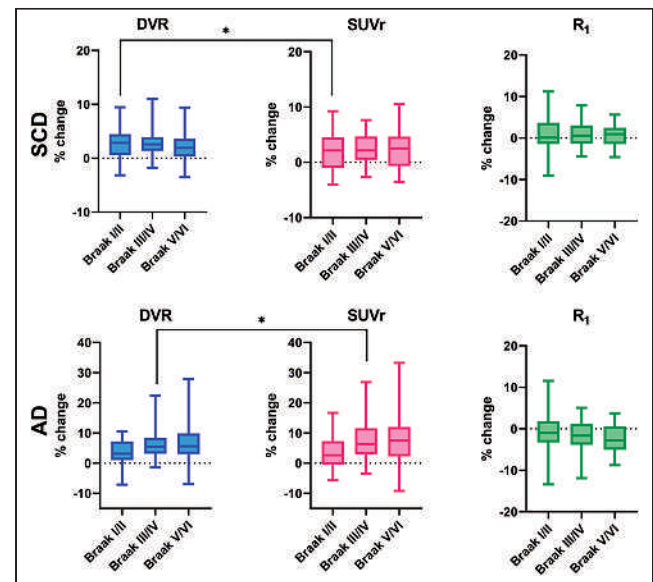 DVR
*
SUVr
R₁
SCD
% change
20
10
0
-10
Braak I/II
Braak III/IV
Braak V/VI
% change
20
10
0
-10
Braak I/II
Braak III/IV
Braak V/VI
% change
20
10
0
-10
-20
Braak I/II
Braak III/IV
Braak V/VI
DVR
*
SUVr
R₁
AD
% change
40
30
20
10
0
-10
Braak I/II
Braak III/IV
Braak V/VI
% change
40
30
20
10
0
-10
Braak I/II
Braak III/IV
Braak V/VI
% change
20
10
0
-10
-20
Braak I/II
Braak III/IV
Braak V/VI